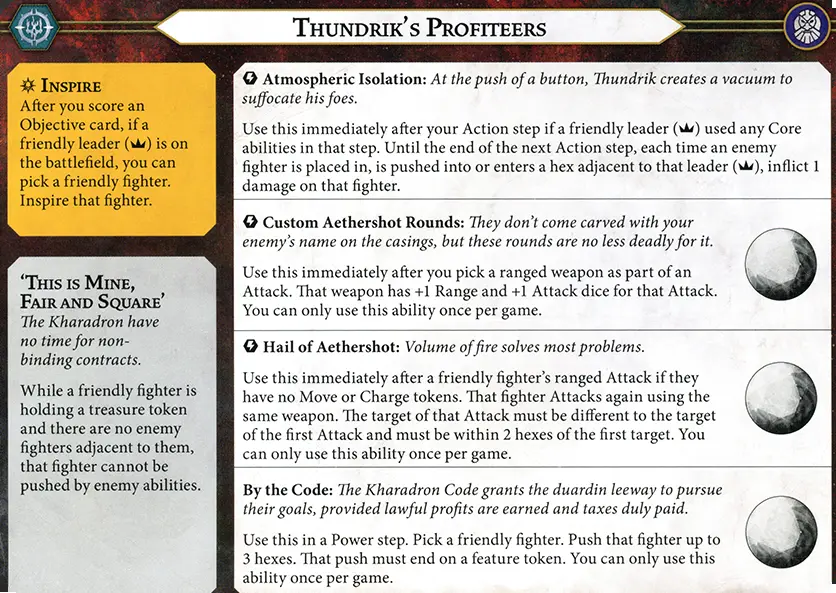 THUNDRIK'S PROFITEERS
INSPIRE
After you score an
Objective card, if a
friendly leader () is on
the battlefield, you can
pick a friendly fighter.
Inspire that fighter.
'THIS IS MINE,
FAIR AND SQUARE'
The Kharadron have
no time for non-
binding contracts.
While a friendly fighter is
holding a treasure token
and there are no enemy
fighters adjacent to them,
that fighter cannot be
pushed by enemy abilities.
Atmospheric Isolation: At the push of a button, Thundrik creates a vacuum to
suffocate his foes.
Use this immediately after your Action step if a friendly leader () used any Core
abilities in that step. Until the end of the next Action step, each time an enemy
fighter is placed in, is pushed into or enters a hex adjacent to that leader (), inflict 1
damage on that fighter.
Custom Aethershot Rounds: They don't come carved with your
enemy's name on the casings, but these rounds are no less deadly for it.
Use this immediately after you pick a ranged weapon as part of an
Attack. That weapon has +1 Range and +1 Attack dice for that Attack.
You can only use this ability once per game.
Hail of Aethershot: Volume of fire solves most problems.
Use this immediately after a friendly fighter's ranged Attack if they
have no Move or Charge tokens. That fighter Attacks again using the
same weapon. The target of that Attack must be different to the target
of the first Attack and must be within 2 hexes of the first target. You
can only use this ability once per game.
By the Code: The Kharadron Code grants the duardin leeway to pursue
their goals, provided lawful profits are earned and taxes duly paid.
Use this in a Power step. Pick a friendly fighter. Push that fighter up to
3 hexes. That push must end on a feature token. You can only use this
ability once per game.